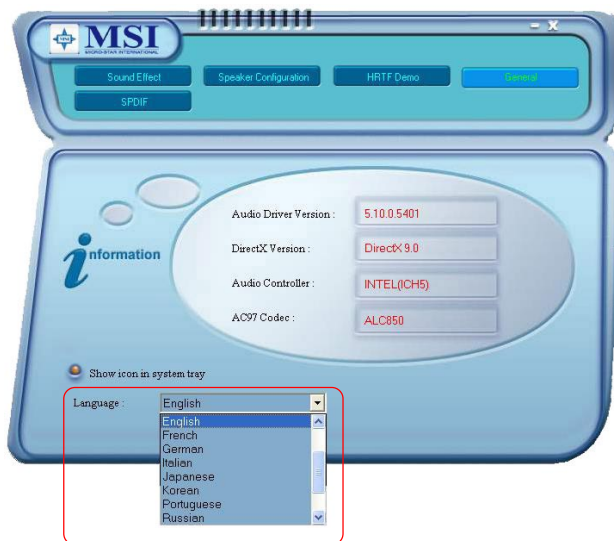 MSI
MICRO-STAR INTERNATIONAL
- X
Sound Effect
Speaker Configuration
HRTF Demo
General
SPDIF
information
Audio Driver Version :
5.10.0.5401
DirectX Version :
DirectX 9.0
Audio Controller :
INTEL(ICH5)
AC97 Codec :
ALC850
Show icon in system tray
Language :
English
English
French
German
Italian
Japanese
Korean
Portuguese
Russian